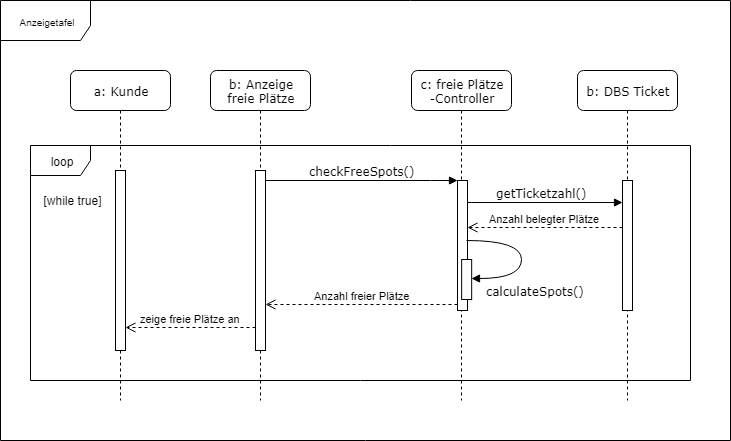 Anzeigetafel
a: Kunde
b: Anzeige
freie Plätze
c: freie Plätze
-Controller
b: DBS Ticket
loop
[while true]
checkFreeSpots()
getTicketzahl()
Anzahl belegter Plätze
calculateSpots()
Anzahl freier Plätze
zeige freie Plätze an